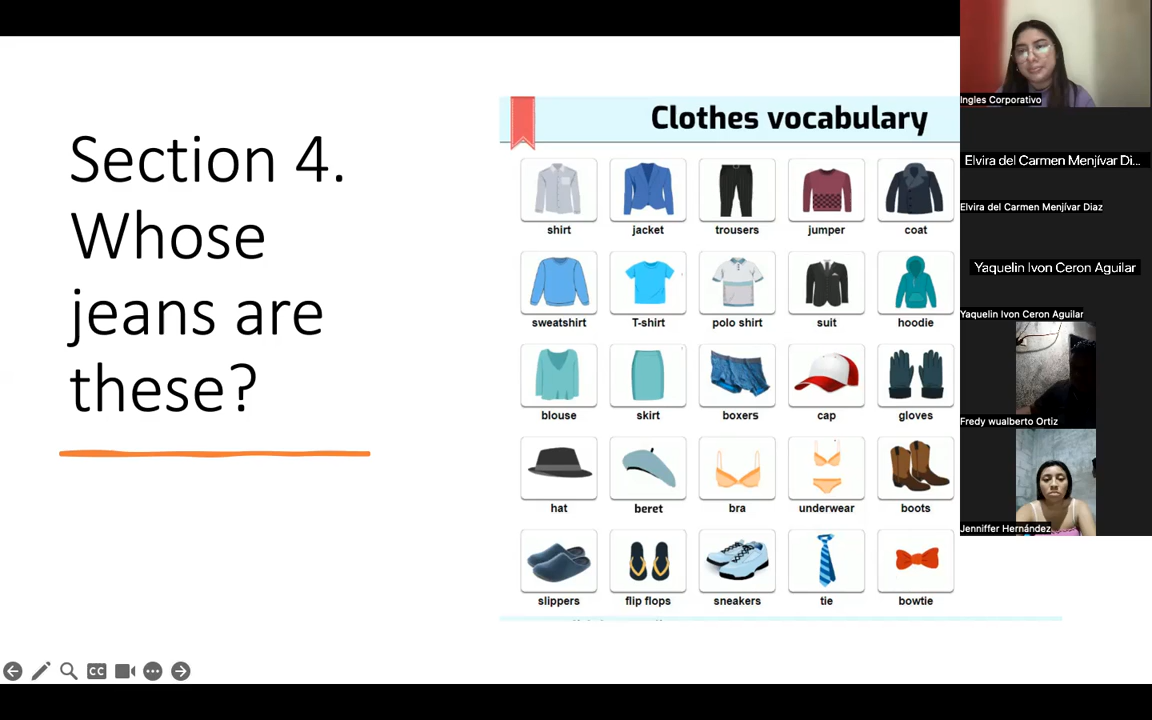 Section 4.
Whose
jeans are
these?
Clothes vocabulary
shirt
jacket
trousers
jumper
coat
sweatshirt
T-shirt
polo shirt
suit
hoodie
blouse
skirt
boxers
cap
gloves
hat
beret
bra
underwear
boots
slippers
flip flops
sneakers
tie
bowtie
CC
Ingles Corporativo
Elvira del Carmen Menjívar Di...
Elvira del Carmen Menjívar Diaz
Yaquelin Ivon Ceron Aguilar
Yaquelin Ivon Ceron Aguilar
Fredy wualberto Ortiz
Jenniffer Hernández